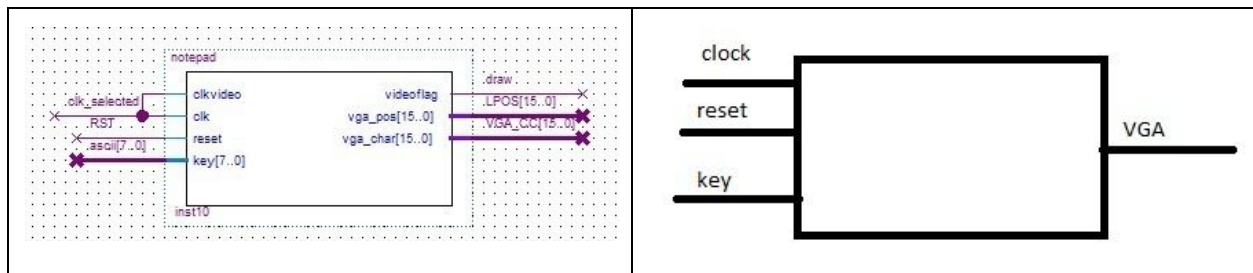 notepad
clk_selected
RST
ascii[7..0]
clkvideo
clk
reset
key[7..0]
videoflag
vga_pos[15..0]
vga_char[15..0]
draw
LPOS[15..0]
VGA_CC[15..0]
inst10
clock
reset
key
VGA